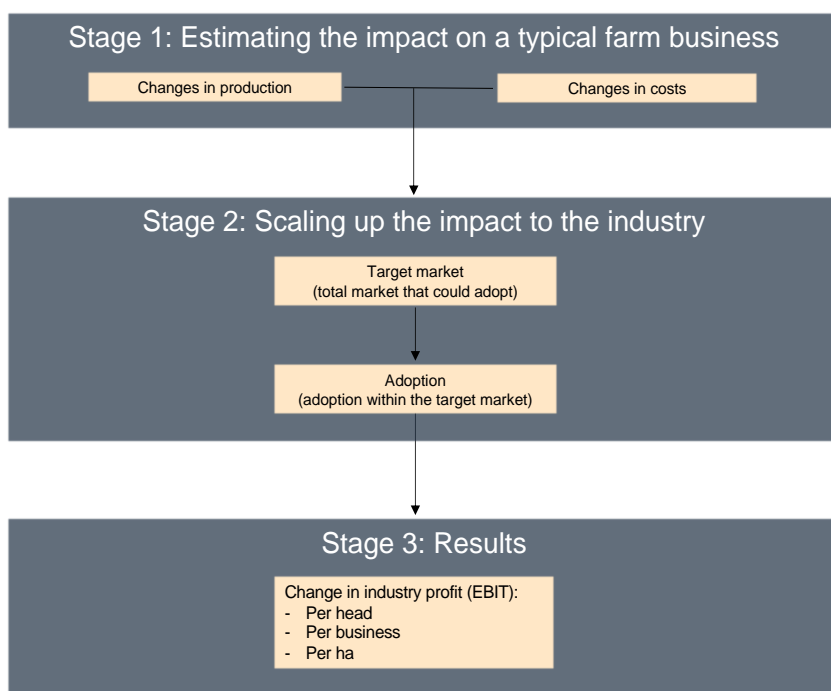 Stage 1: Estimating the impact on a typical farm business
Changes in production
Changes in costs
Stage 2: Scaling up the impact to the industry
Target market
(total market that could adopt)
Adoption
(adoption within the target market)
Stage 3: Results
Change in industry profit (EBIT):
- Per head
- Per business
- Per ha